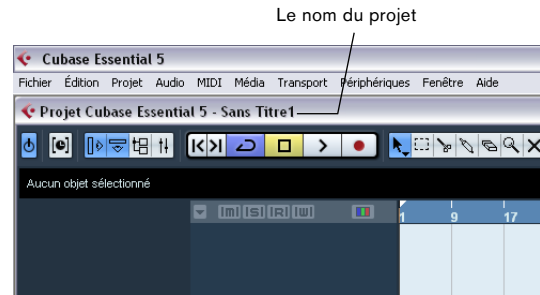 Le nom du projet
Cubase Essential 5
Fichier Édition Projet Audio MIDI Média Transport Périphériques Fenêtre Aide
Projet Cubase Essential 5 - Sans Titre1
Aucun objet sélectionné
M S R W
1 9 17